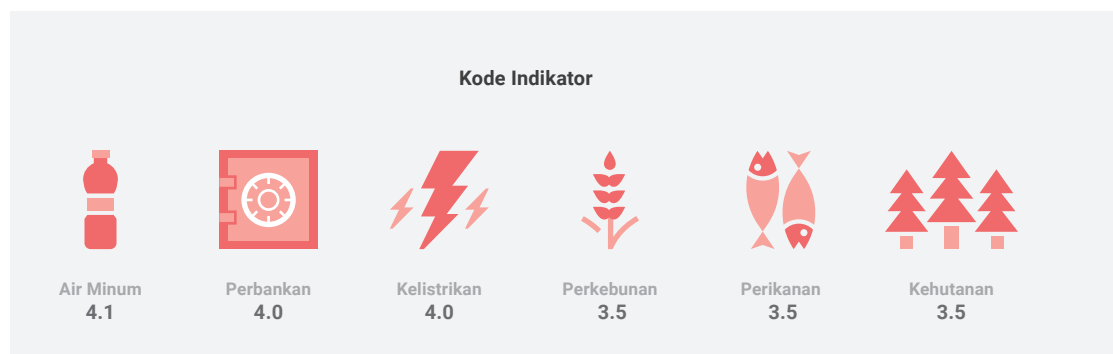 Kode Indikator
Air Minum
4.1
Perbankan
4.0
Kelistrikan
4.0
Perkebunan
3.5
Perikanan
3.5
Kehutanan
3.5